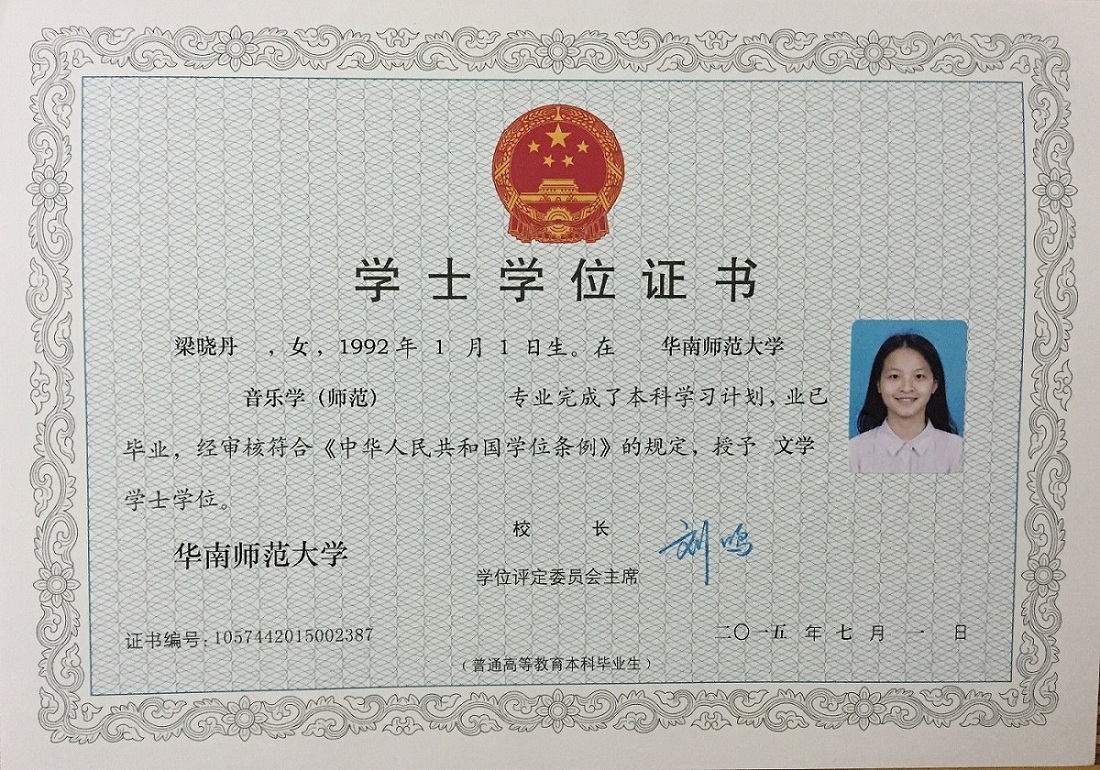 学士学位证书
梁晓丹 ，女，1992年 1 月 1 日生。在 华南师范大学
音乐学（师范） 专业完成了本科学习计划，业已
毕业，经审核符合《中华人民共和国学位条例》的规定，授予 文学
学士学位。
华南师范大学
校 长 刘鸣
学位评定委员会主席
证书编号：1057442015002387
二〇一五 年 七 月 一 日
（普通高等教育本科毕业生）